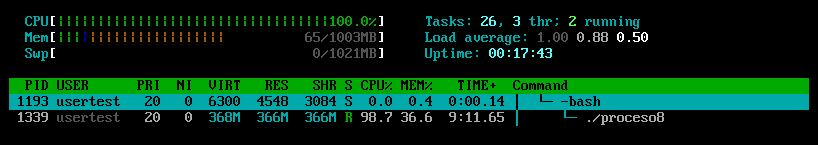 CPU[||||||||||||||||||||||||||||||||||100.0%] Tasks: 26, 3 thr; 2 running
Mem[|||||||||||||||||||||| 65/1003MB] Load average: 1.00 0.88 0.50
Swp[ 0/1021MB] Uptime: 00:17:43
PID USER PRI NI VIRT RES SHR S CPU% MEM% TIME+ Command
1193 usertest 20 0 6300 4548 3084 S 0.0 0.4 0:00.14 │ └─ -bash
1339 usertest 20 0 368M 366M 366M R 98.7 36.6 9:11.65 │ └─ ./proceso8